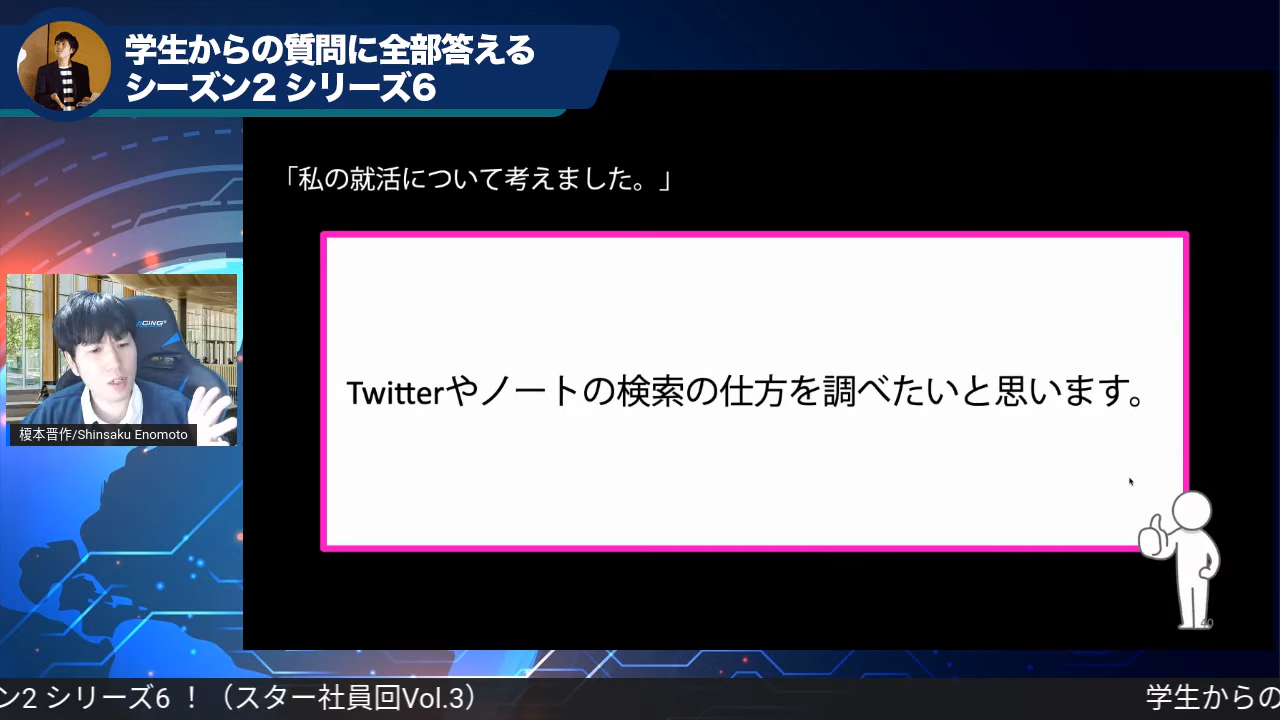 学生からの質問に全部答える
シーズン2 シリーズ6
「私の就活について考えました。」
Twitterやノートの検索の仕方を調べたいと思います。
ACING
榎本晋作/Shinsaku Enomoto
40
ン2 シリーズ6 ！（スター社員回Vol.3）
学生からの